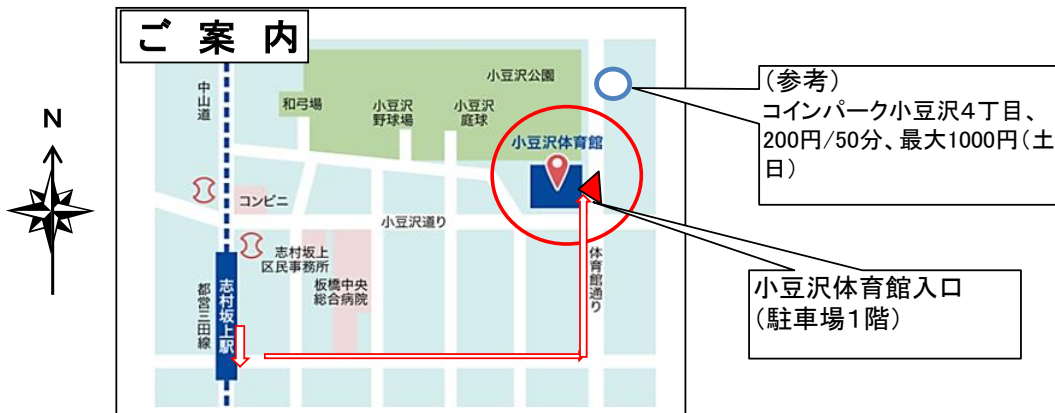 ご 案 内
N
中山道
和弓場
小豆沢
野球場
小豆沢
庭球
小豆沢公園
小豆沢体育館
コンビニ
小豆沢道り
志村坂上
区民事務所
板橋中央
総合病院
体育館通り
都営三田線
志村坂上駅
(参考)
コインパーク小豆沢4丁目、
200円/50分、最大1000円(土
日)
小豆沢体育館入口
(駐車場1階)